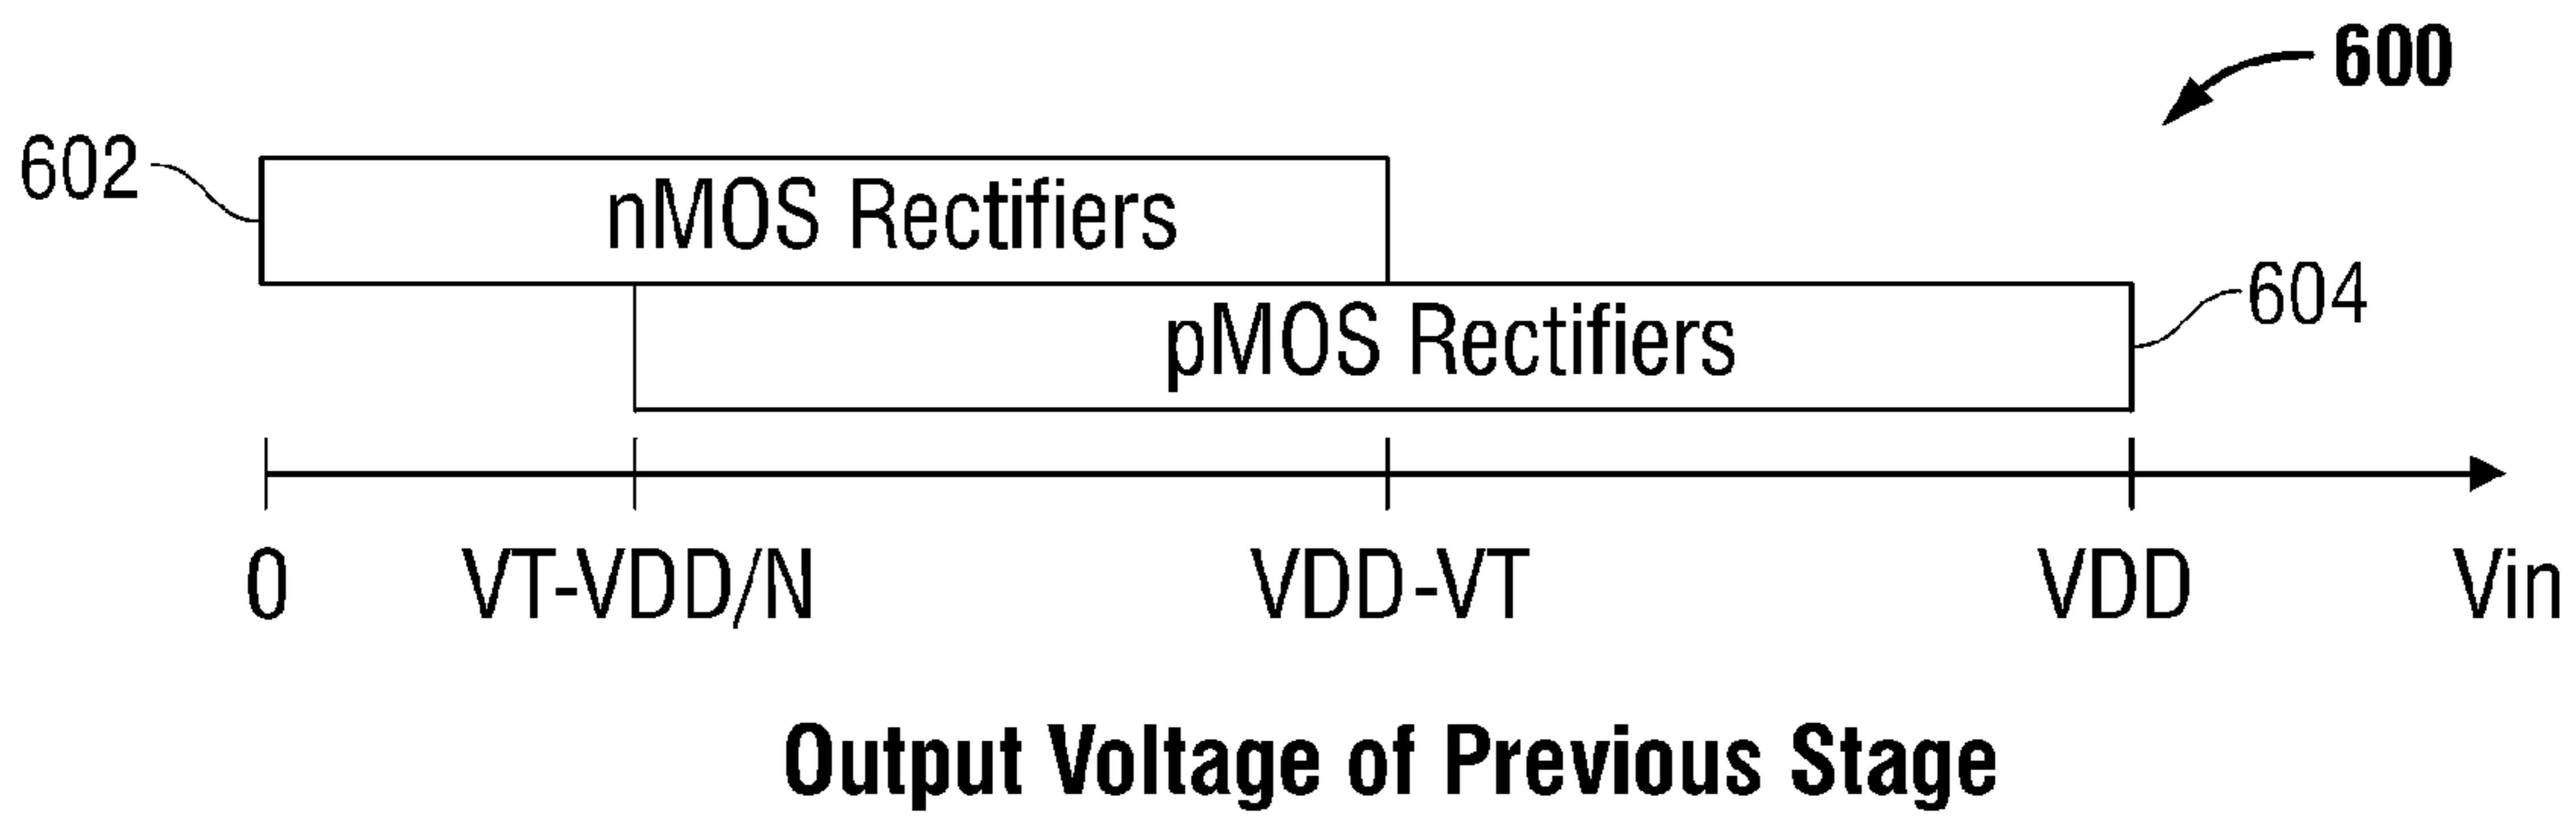 600
602
nMOS Rectifiers
604
pMOS Rectifiers
0 VT-VDD/N VDD-VT VDD Vin
Output Voltage of Previous Stage